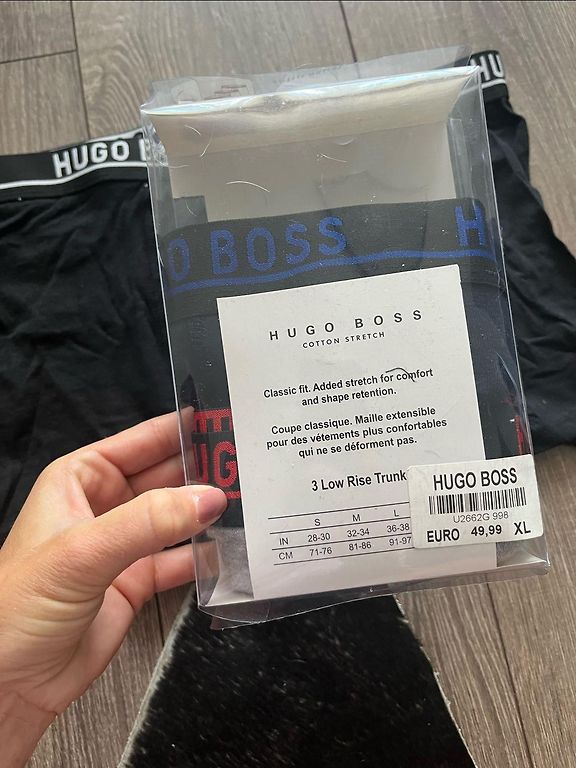 HU
HUGO B
O BOSS H
HUGO BOSS
COTTON STRETCH
Classic fit. Added stretch for comfort
and shape retention.
Coupe classique. Maille extensible
pour des vêtements plus confortables
qui ne se déforment pas.
3 Low Rise Trunk
S M L
IN 28-30 32-34 36-38
CM 71-76 81-86 91-97
HUGO BOSS
U2662G 998
EURO 49,99 XL
UG